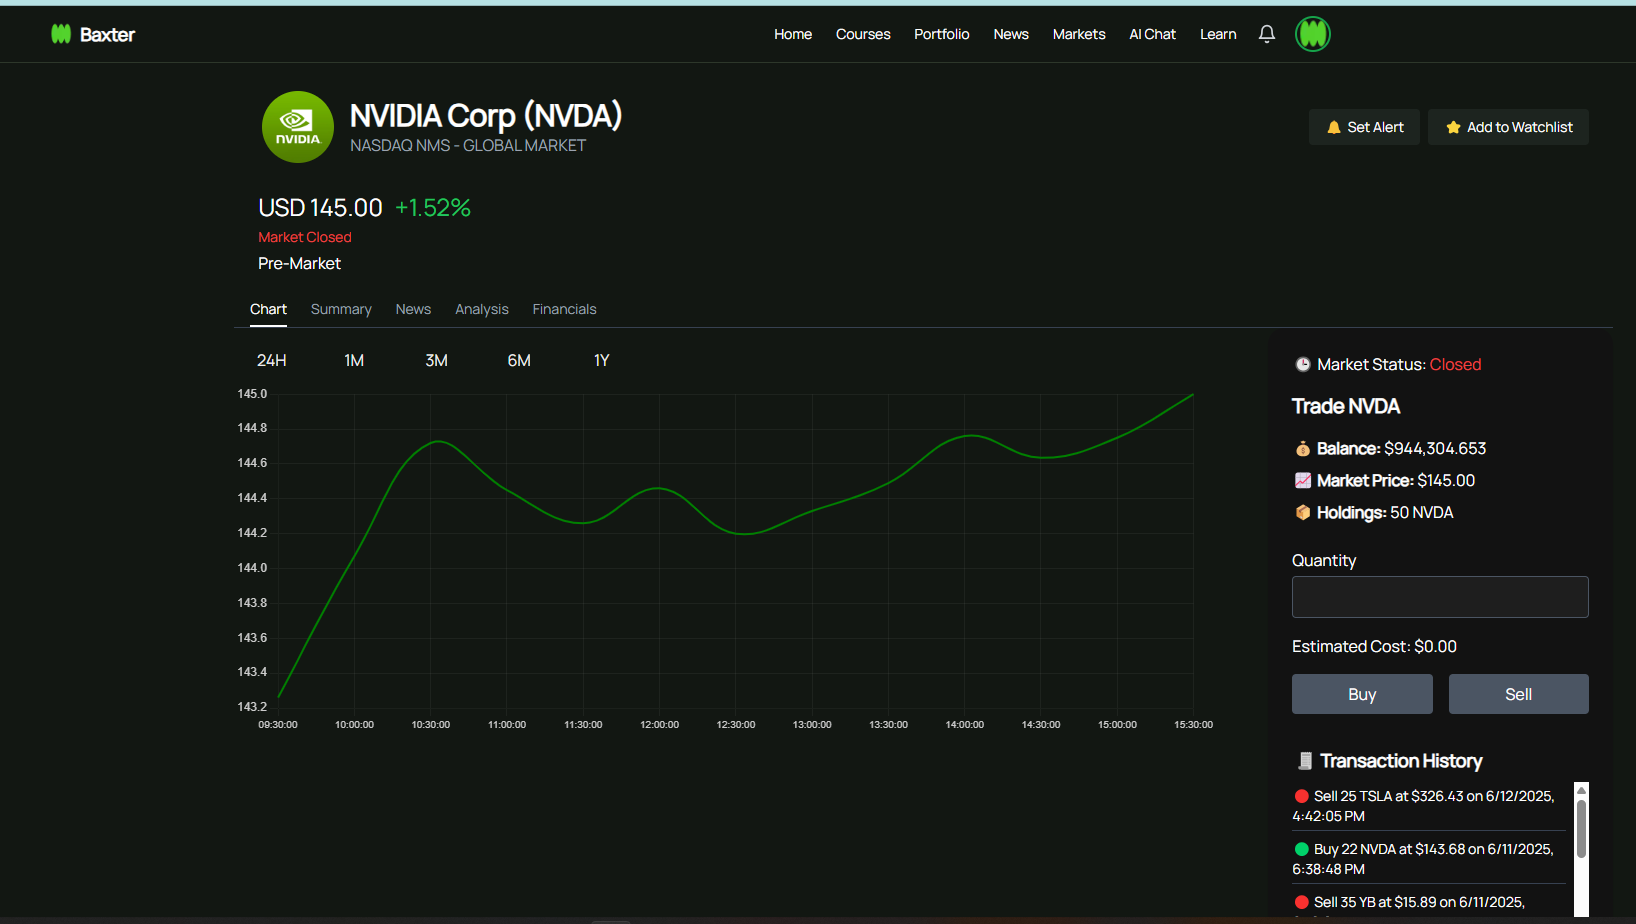 Baxter
Home Courses Portfolio News Markets AI Chat Learn
NVIDIA
NVIDIA Corp (NVDA)
NASDAQ NMS - GLOBAL MARKET
Set Alert
Add to Watchlist
USD 145.00 +1.52%
Market Closed
Pre-Market
Chart Summary News Analysis Financials
24H 1M 3M 6M 1Y
145.0
144.8
144.6
144.4
144.2
144.0
143.8
143.6
143.4
143.2
09:30:00 10:00:00 10:30:00 11:00:00 11:30:00 12:00:00 12:30:00 13:00:00 13:30:00 14:00:00 14:30:00 15:00:00 15:30:00
Market Status: Closed
Trade NVDA
Balance: $944,304.653
Market Price: $145.00
Holdings: 50 NVDA
Quantity
Estimated Cost: $0.00
Buy Sell
Transaction History
Sell 25 TSLA at $326.43 on 6/12/2025,
4:42:05 PM
Buy 22 NVDA at $143.68 on 6/11/2025,
6:38:48 PM
Sell 35 YB at $15.89 on 6/11/2025,